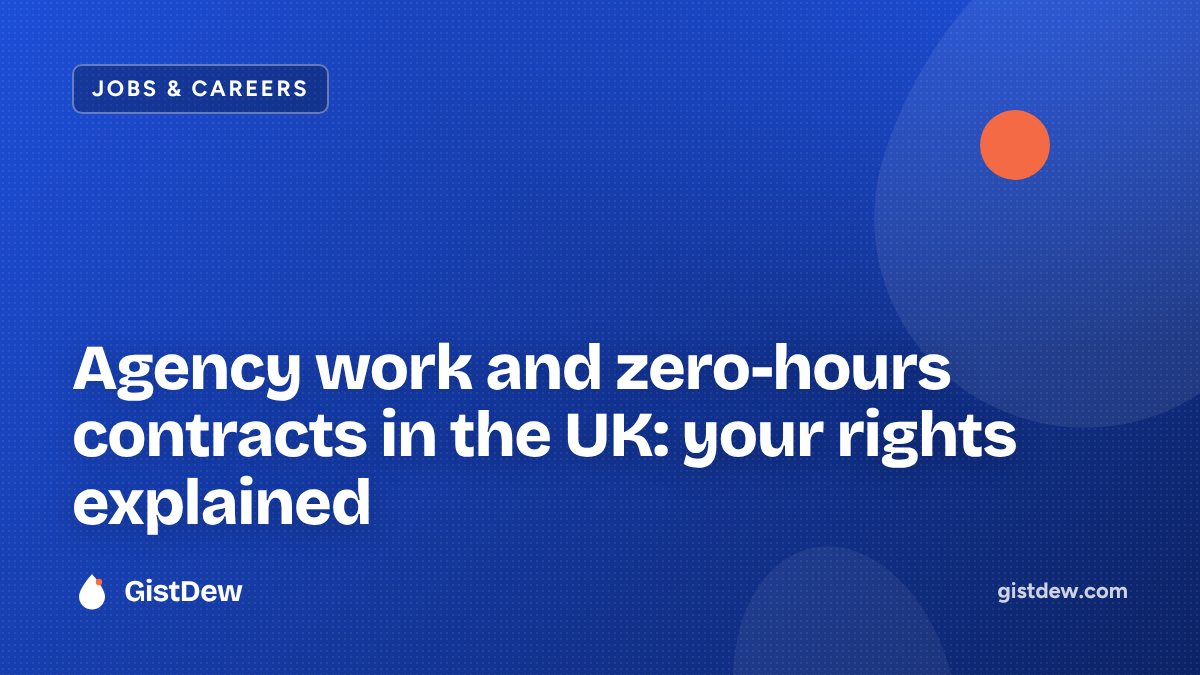 JOBS & CAREERS
Agency work and zero-hours
contracts in the UK: your rights
explained
GistDew
gistdew.com